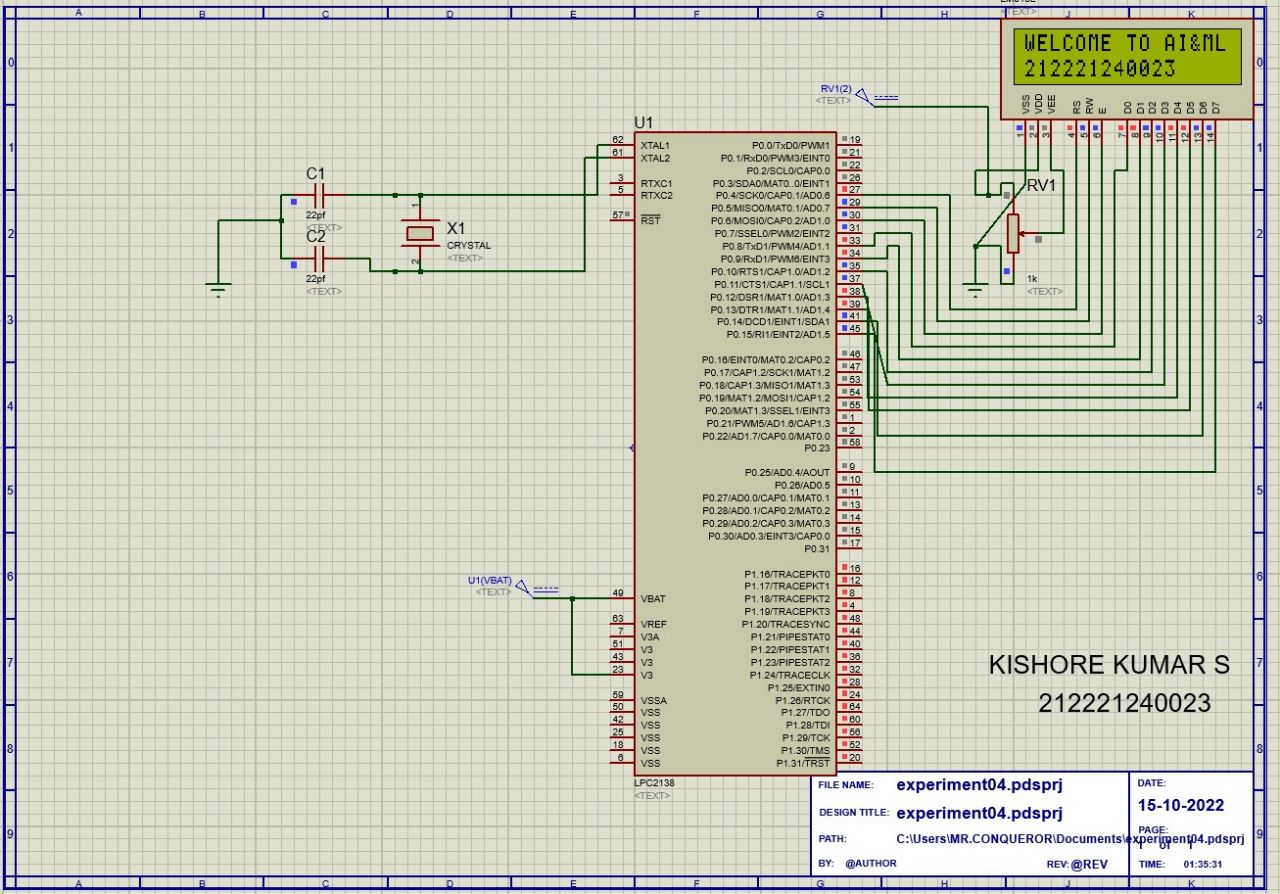 A B C D E F G H J K
<TEXT>
WELCOME TO AI&ML
212221240023
VSS VDD VEE RS RW E D0 D1 D2 D3 D4 D5 D6 D7
1 2 3 4 5 6 7 8 9 10 11 12 13 14
RV1(2)
<TEXT>
RV1
1k
<TEXT>
C1
22pf
<TEXT>
C2
22pf
<TEXT>
1
X1
CRYSTAL
<TEXT>
2
U1
62 XTAL1
61 XTAL2
3 RTXC1
5 RTXC2
57 RST
U1(VBAT)
<TEXT>
49 VBAT
63 VREF
7 V3A
51 V3
43 V3
23 V3
59 VSSA
50 VSS
42 VSS
25 VSS
18 VSS
6 VSS
P0.0/TxD0/PWM1 19
P0.1/RxD0/PWM3/EINT0 21
P0.2/SCL0/CAP0.0 22
P0.3/SDA0/MAT0..0/EINT1 26
P0.4/SCK0/CAP0.1/AD0.6 27
P0.5/MISO0/MAT0.1/AD0.7 29
P0.6/MOSI0/CAP0.2/AD1.0 30
P0.7/SSEL0/PWM2/EINT2 31
P0.8/TxD1/PWM4/AD1.1 33
P0.9/RxD1/PWM6/EINT3 34
P0.10/RTS1/CAP1.0/AD1.2 35
P0.11/CTS1/CAP1.1/SCL1 37
P0.12/DSR1/MAT1.0/AD1.3 38
P0.13/DTR1/MAT1.1/AD1.4 39
P0.14/DCD1/EINT1/SDA1 41
P0.15/RI1/EINT2/AD1.5 45
P0.16/EINT0/MAT0.2/CAP0.2 46
P0.17/CAP1.2/SCK1/MAT1.2 47
P0.18/CAP1.3/MISO1/MAT1.3 53
P0.19/MAT1.2/MOSI1/CAP1.2 54
P0.20/MAT1.3/SSEL1/EINT3 55
P0.21/PWM5/AD1.6/CAP1.3 1
P0.22/AD1.7/CAP0.0/MAT0.0 2
P0.23 58
P0.25/AD0.4/AOUT 9
P0.26/AD0.5 10
P0.27/AD0.0/CAP0.1/MAT0.1 11
P0.28/AD0.1/CAP0.2/MAT0.2 13
P0.29/AD0.2/CAP0.3/MAT0.3 14
P0.30/AD0.3/EINT3/CAP0.0 15
P0.31 17
P1.16/TRACEPKT0 16
P1.17/TRACEPKT1 12
P1.18/TRACEPKT2 8
P1.19/TRACEPKT3 4
P1.20/TRACESYNC 48
P1.21/PIPESTAT0 44
P1.22/PIPESTAT1 40
P1.23/PIPESTAT2 36
P1.24/TRACECLK 32
P1.25/EXTIN0 28
P1.26/RTCK 24
P1.27/TDO 64
P1.28/TDI 60
P1.29/TCK 56
P1.30/TMS 52
P1.31/TRST 20
LPC2138
<TEXT>
KISHORE KUMAR S
212221240023
FILE NAME: experiment04.pdsprj
DESIGN TITLE: experiment04.pdsprj
PATH: C:\Users\MR.CONQUEROR\Documents\experiment04.pdsprj
BY: @AUTHOR REV: @REV
DATE:
15-10-2022
PAGE:
1 of 1
TIME: 01:35:31
0 1 2 3 4 5 6 7 8 9
0 1 2 3 4 5 6 7 8 9
A B C D E F G H J K